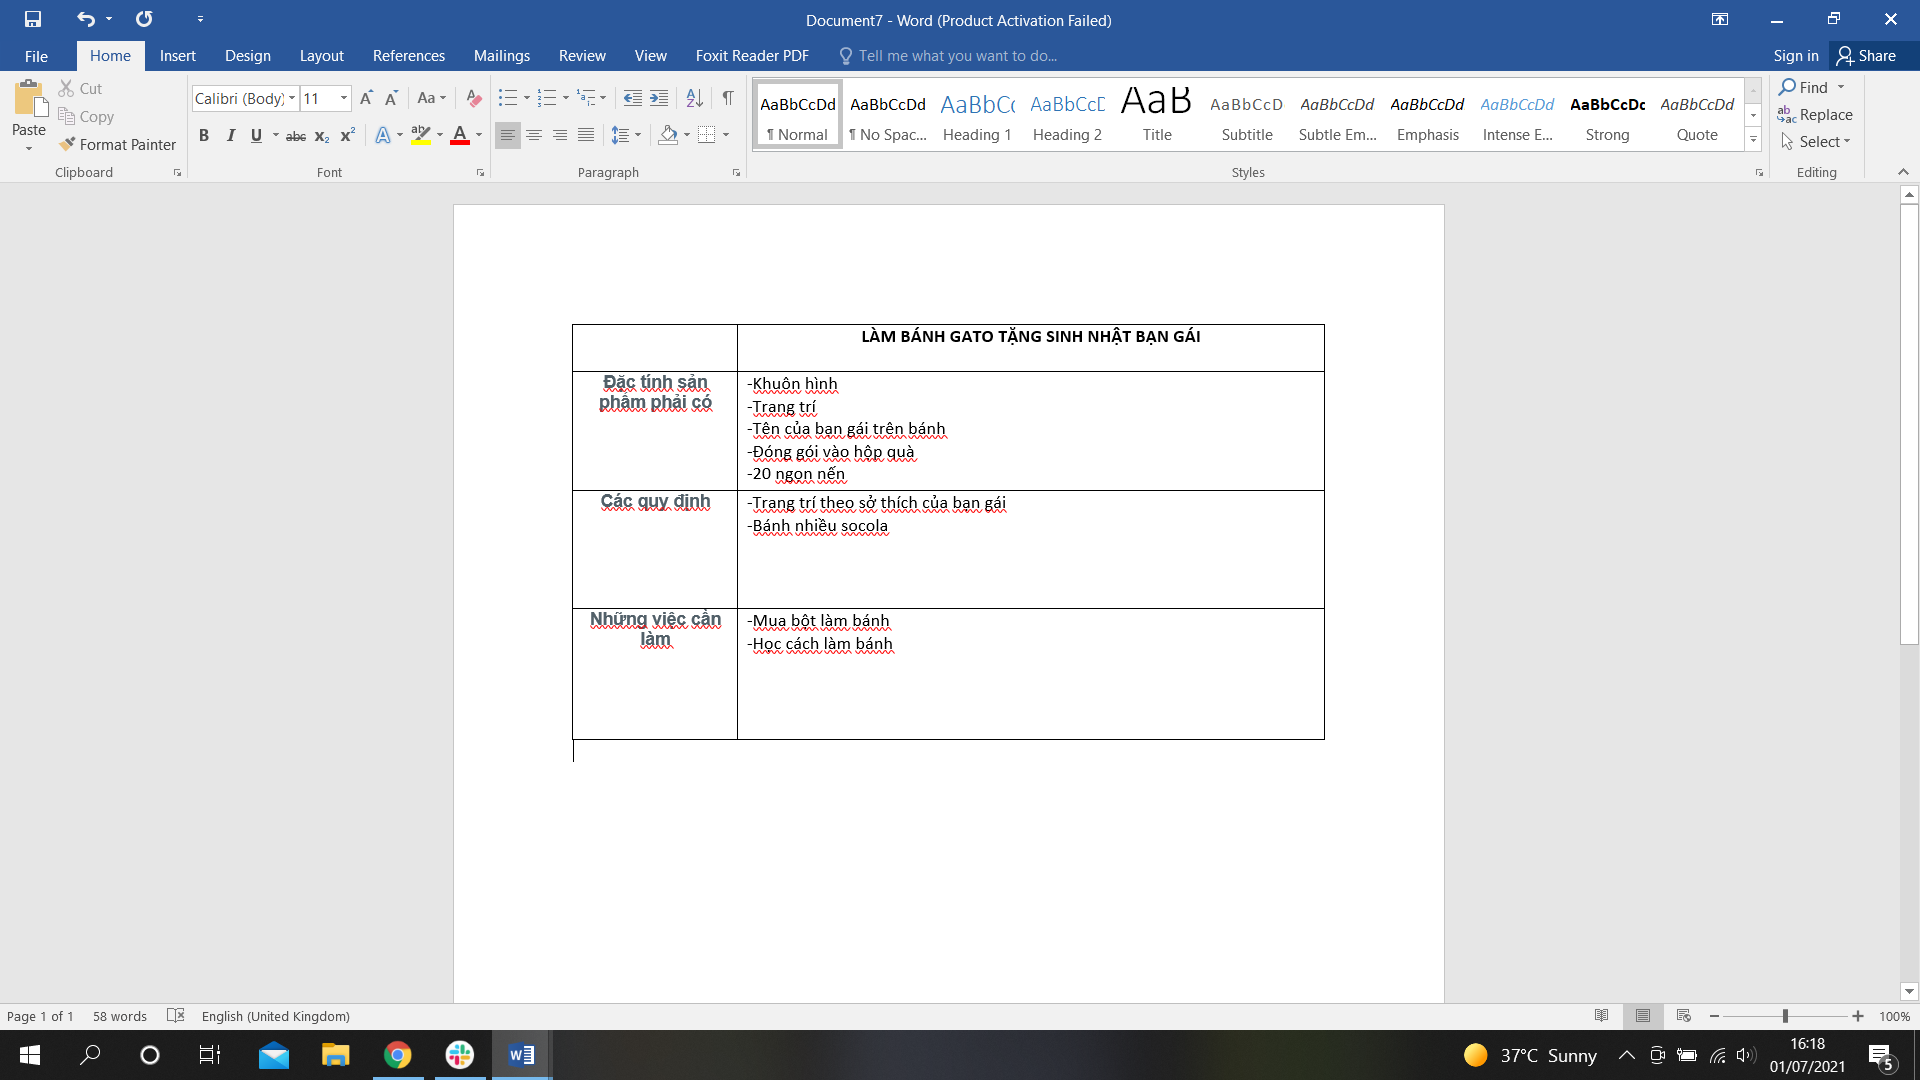 Document7 - Word (Product Activation Failed)
File Home Insert Design Layout References Mailings Review View Foxit Reader PDF Tell me what you want to do... Sign in Share
Paste
Cut
Copy
Format Painter
Clipboard
Calibri (Body) 11
Font
Paragraph
AaBbCcDd AaBbCcDd AaBbCc AaBbCcD AaB AaBbCcD AaBbCcDd AaBbCcDd AaBbCcDd AaBbCcDc AaBbCcDd
¶ Normal ¶ No Spac... Heading 1 Heading 2 Title Subtitle Subtle Em... Emphasis Intense E... Strong Quote
Styles
Find
Replace
Select
Editing
LÀM BÁNH GATO TẶNG SINH NHẬT BẠN GÁI
Đặc tính sản
phẩm phải có
-Khuôn hình
-Trang trí
-Tên của bạn gái trên bánh
-Đóng gói vào hộp quà
-20 ngọn nến
Các quy định
-Trang trí theo sở thích của bạn gái
-Bánh nhiều socola
Những việc cần
làm
-Mua bột làm bánh
-Học cách làm bánh
Page 1 of 1 58 words English (United Kingdom) 100%
37°C Sunny
16:18
01/07/2021
5